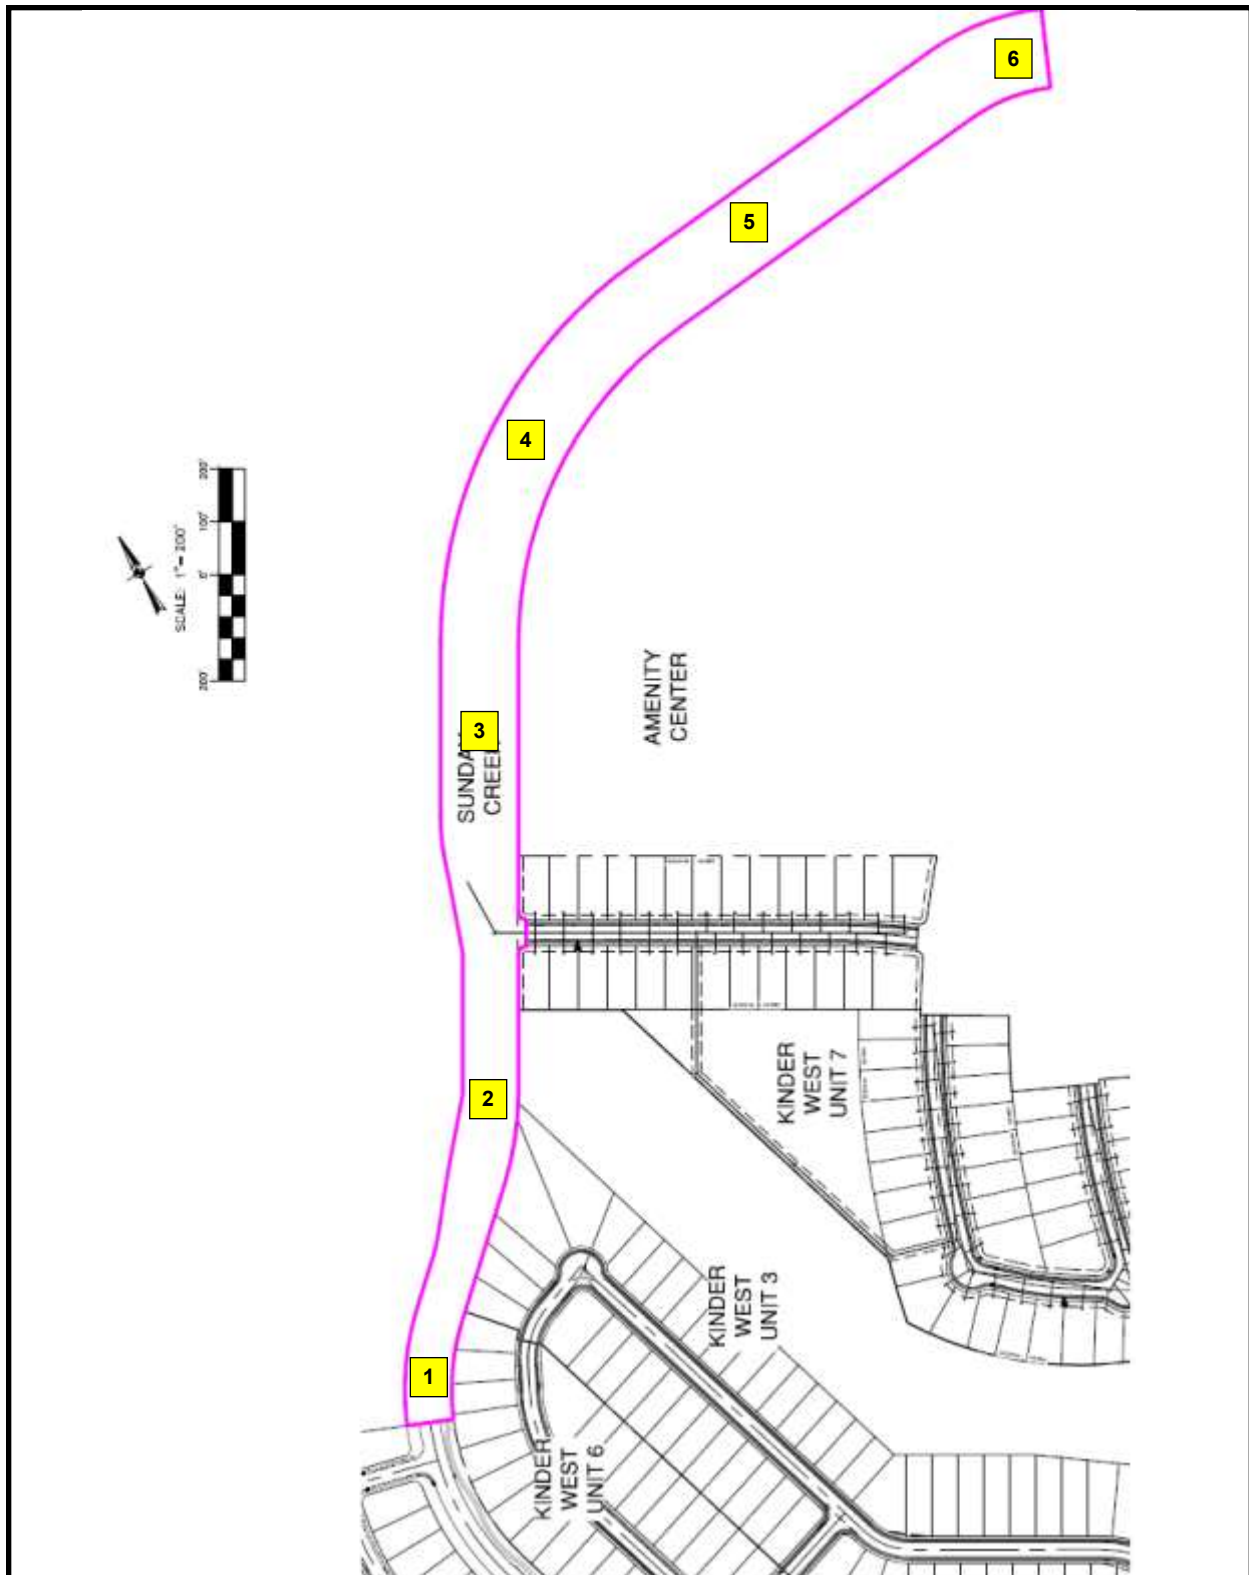 6
5
4
200'
100'
0'
200'
SCALE: 1"= 200'
AMENITY
CENTER
3
SUNDA
CREEK
2
KINDER
WEST
UNIT 7
KINDER
WEST
UNIT 3
1
KINDER
WEST
UNIT 6